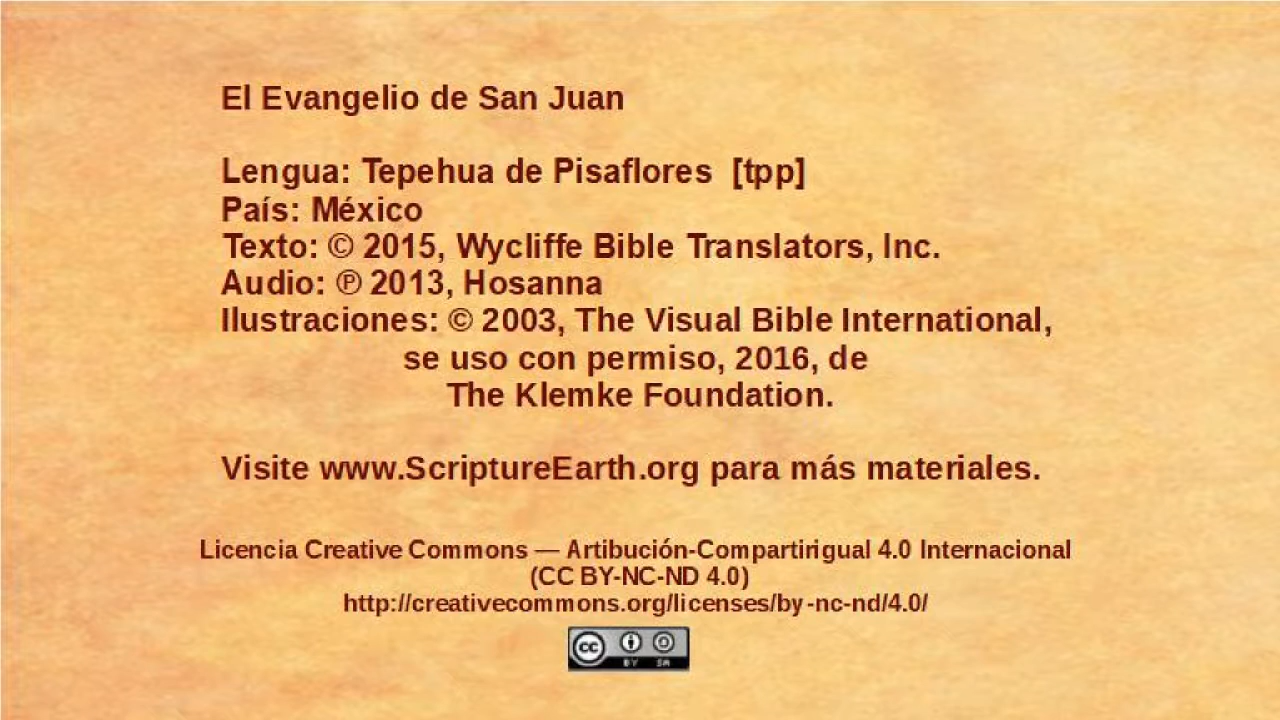 El Evangelio de San Juan
Lengua: Tepehua de Pisaflores [tpp]
País: México
Texto: © 2015, Wycliffe Bible Translators, Inc.
Audio: ℗ 2013, Hosanna
Ilustraciones: © 2003, The Visual Bible International,
se uso con permiso, 2016, de
The Klemke Foundation.
Visite www.ScriptureEarth.org para más materiales.
Licencia Creative Commons — Artibución-Compartirigual 4.0 Internacional
(CC BY-NC-ND 4.0)
http://creativecommons.org/licenses/by-nc-nd/4.0/
cc BY SA